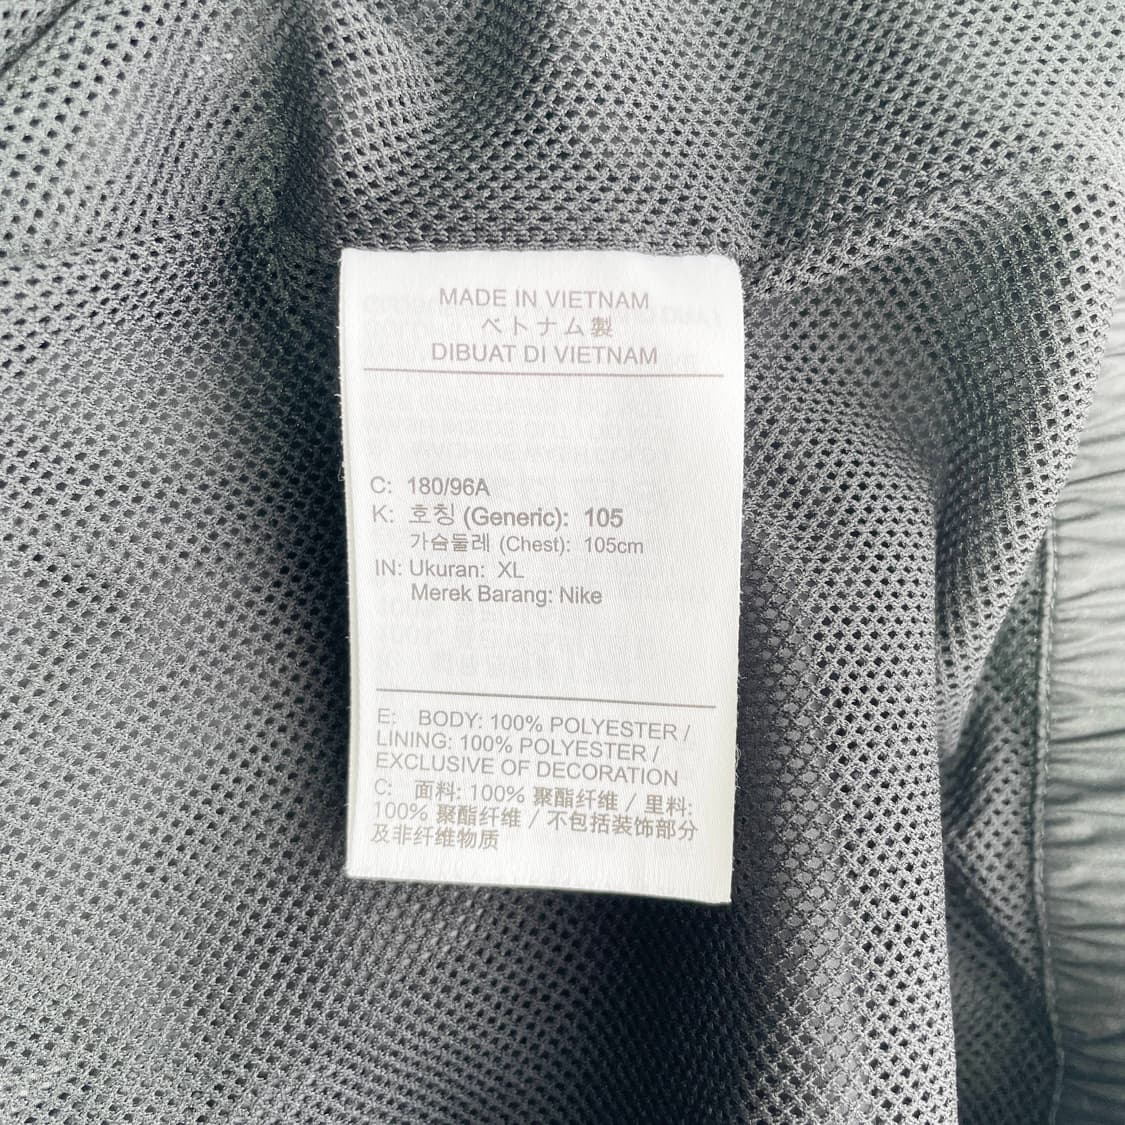 MADE IN VIETNAM
ベトナム製
DIBUAT DI VIETNAM
C: 180/96A
K: 호칭 (Generic): 105
가슴둘레 (Chest): 105cm
IN: Ukuran: XL
Merek Barang: Nike
E: BODY: 100% POLYESTER /
LINING: 100% POLYESTER /
EXCLUSIVE OF DECORATION
C: 面料: 100% 聚酯纤维 / 里料:
100% 聚酯纤维 / 不包括装饰部分
及非纤维物质